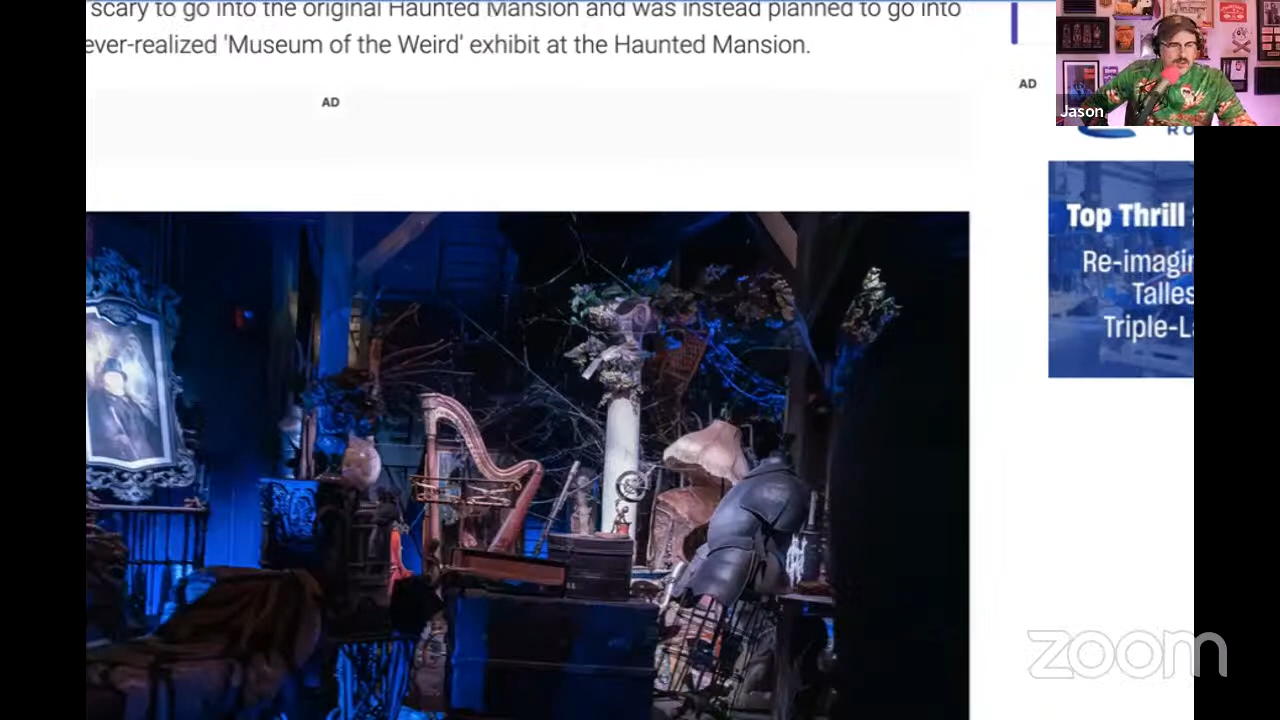 scary to go into the original Haunted Mansion and was instead planned to go into
ever-realized 'Museum of the Weird' exhibit at the Haunted Mansion.
AD
AD
Jason
RO
Top Thrill
Re-imagin
Talles
Triple-La
zoom